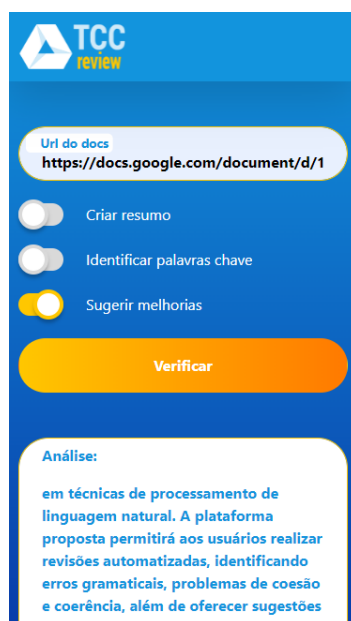 TCC
review
Url do docs
https://docs.google.com/document/d/1
Criar resumo
Identificar palavras chave
Sugerir melhorias
Verificar
Análise:
em técnicas de processamento de
linguagem natural. A plataforma
proposta permitirá aos usuários realizar
revisões automatizadas, identificando
erros gramaticais, problemas de coesão
e coerência, além de oferecer sugestões